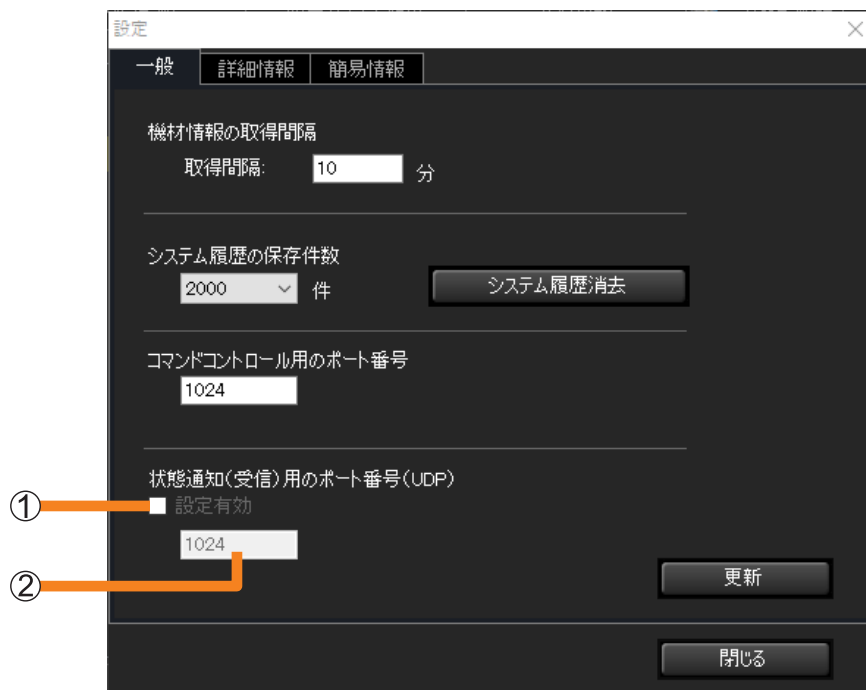 設定
一般 詳細情報 簡易情報
機材情報の取得間隔
取得間隔: 10 分
システム履歴の保存件数
2000 件 システム履歴消去
コマンドコントロール用のポート番号
1024
状態通知(受信)用のポート番号(UDP)
① 設定有効
1024
②
更新
閉じる